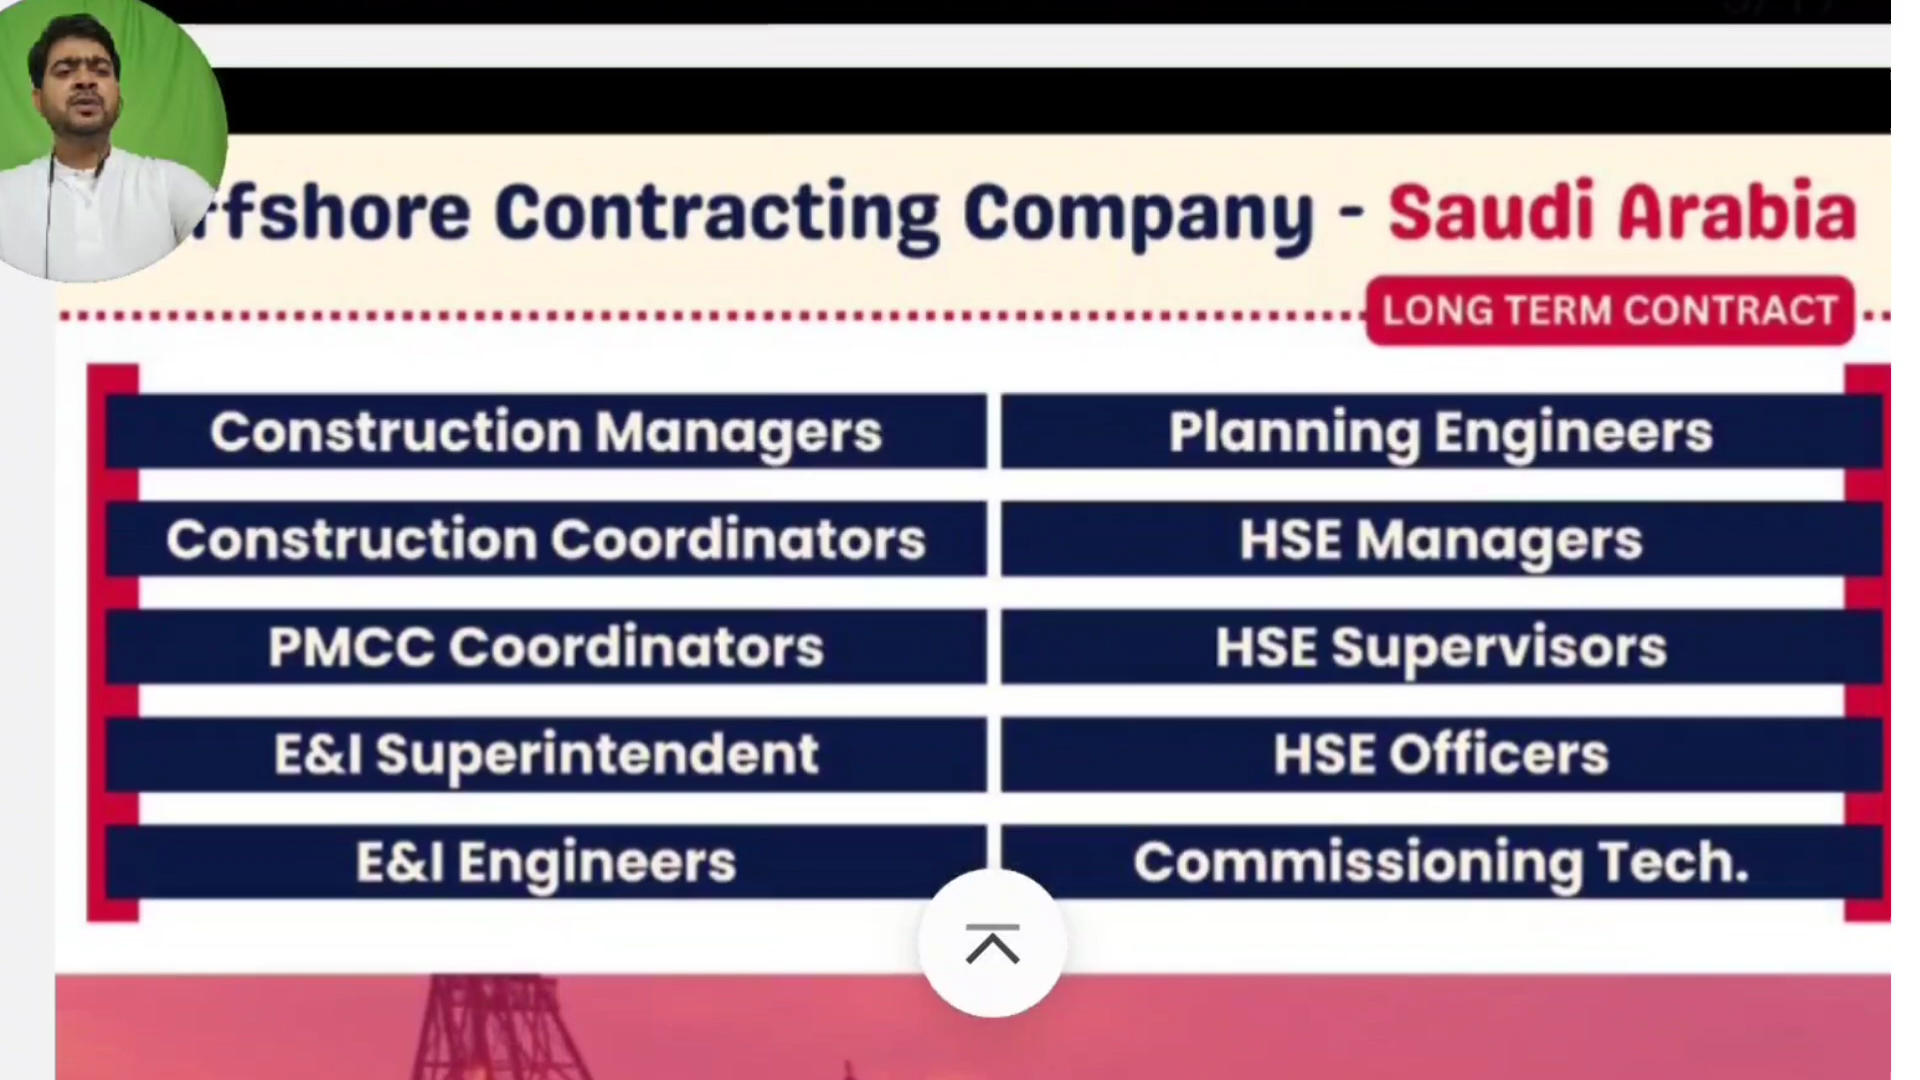 ffshore Contracting Company - Saudi Arabia
LONG TERM CONTRACT
Construction Managers
Planning Engineers
Construction Coordinators
HSE Managers
PMCC Coordinators
HSE Supervisors
E&I Superintendent
HSE Officers
E&I Engineers
Commissioning Tech.